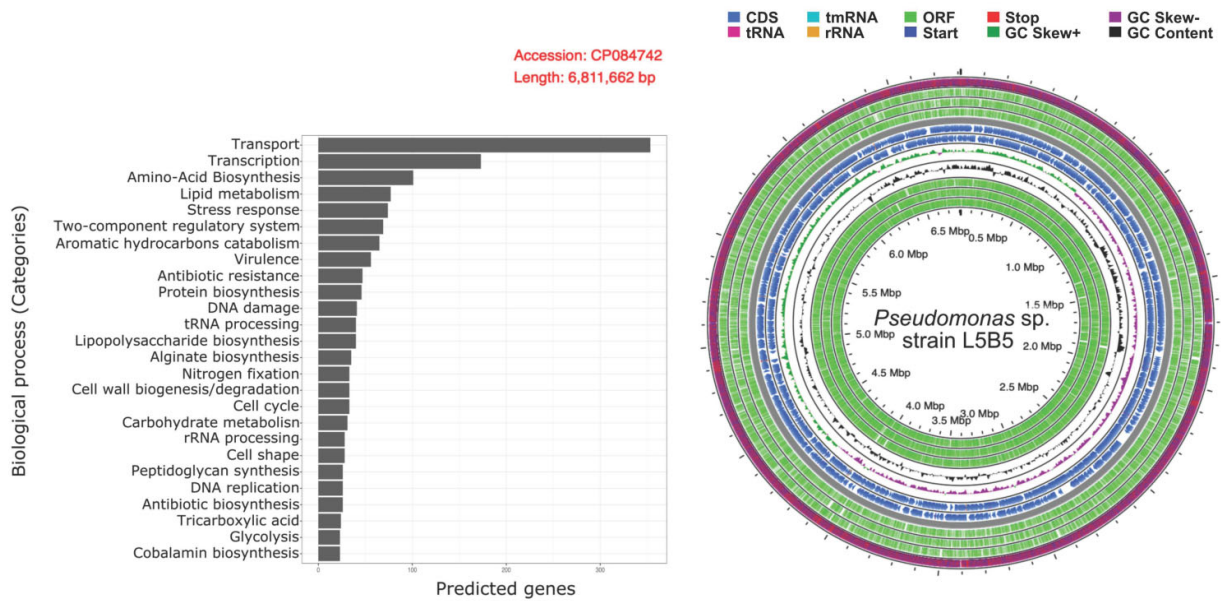 CDS tmRNA ORF Stop GC Skew-
tRNA rRNA Start GC Skew+ GC Content
Accession: CP084742
Length: 6,811,662 bp
Biological process (Categories)
Transport
Transcription
Amino-Acid Biosynthesis
Lipid metabolism
Stress response
Two-component regulatory system
Aromatic hydrocarbons catabolism
Virulence
Antibiotic resistance
Protein biosynthesis
DNA damage
tRNA processing
Lipopolysaccharide biosynthesis
Alginate biosynthesis
Nitrogen fixation
Cell wall biogenesis/degradation
Cell cycle
Carbohydrate metabolism
rRNA processing
Cell shape
Peptidoglycan synthesis
DNA replication
Antibiotic biosynthesis
Tricarboxylic acid
Glycolysis
Cobalamin biosynthesis
0 100 200 300
Predicted genes
6.5 Mbp
0.5 Mbp
1.0 Mbp
1.5 Mbp
2.0 Mbp
2.5 Mbp
3.0 Mbp
3.5 Mbp
4.0 Mbp
4.5 Mbp
5.0 Mbp
5.5 Mbp
6.0 Mbp
Pseudomonas sp.
strain L5B5